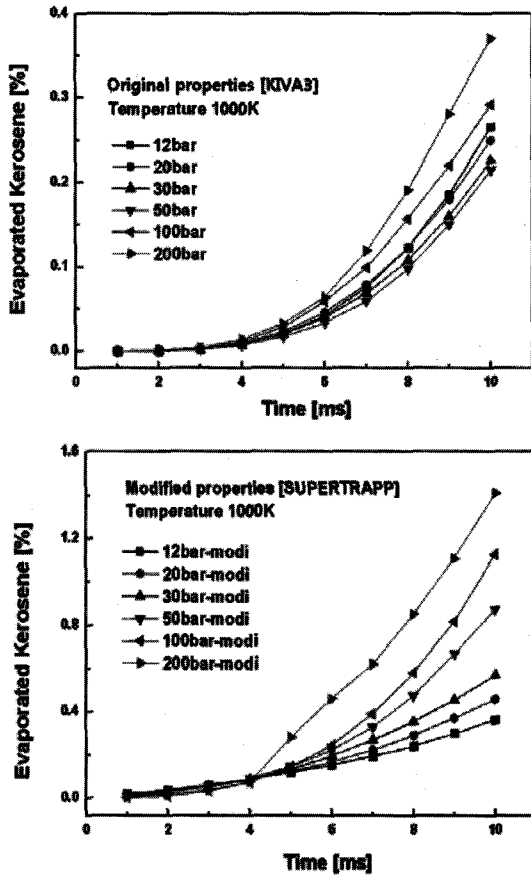 0.4
0.3
0.2
0.1
0.0
Evaporated Kerosene [%]
Original properties [KIVA3]
Temperature 1000K
12bar
20bar
30bar
50bar
100bar
200bar
0 2 4 6 8 10
Time [ms]
1.6
1.2
0.8
0.4
0.0
Evaporated Kerosene [%]
Modified properties [SUPERTRAPP]
Temperature 1000K
12bar-modi
20bar-modi
30bar-modi
50bar-modi
100bar-modi
200bar-modi
0 2 4 6 8 10
Time [ms]